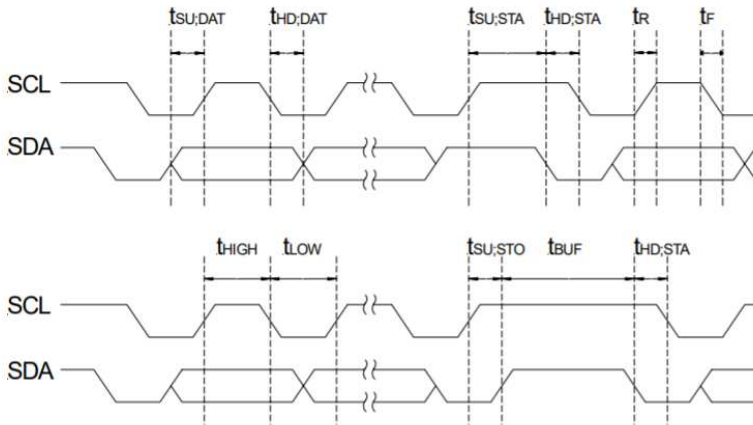 tSU;DAT tHD;DAT tSU;STA tHD;STA tR tF
SCL
SDA
tHIGH tLOW tSU;STO tBUF tHD;STA
SCL
SDA